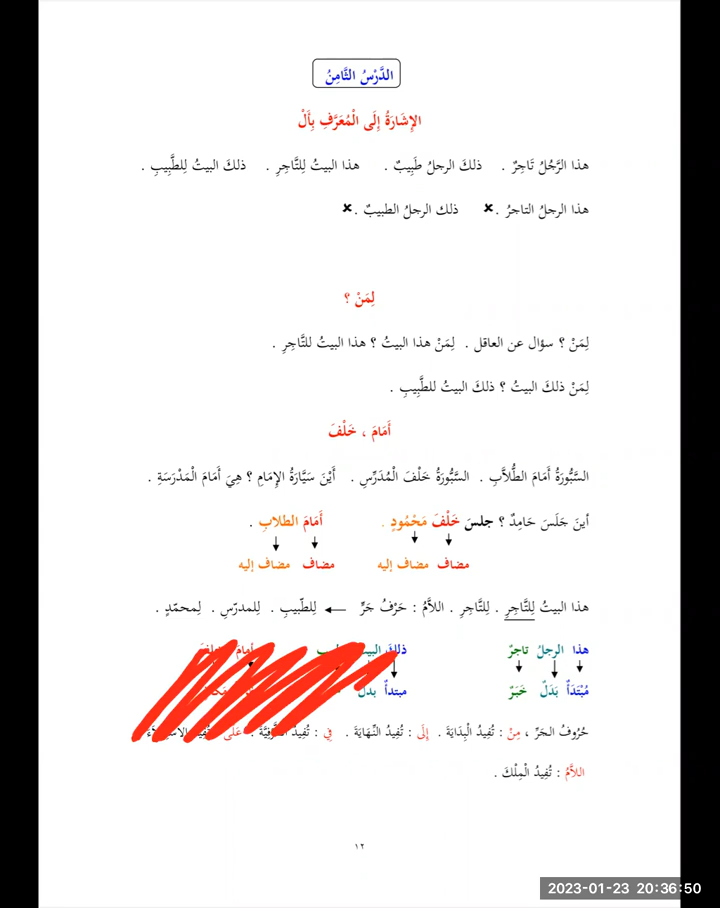 الدَّرْسُ الثَّامِنُ
الإِشَارَةُ إِلَى الْمُعَرَّفِ بِأَلْ
هذا الرَّجُلُ تَاجِرٌ . ذلكَ الرجلُ طَبِيبٌ . هذا البيتُ لِلتَّاجِرِ . ذلكَ البيتُ لِلطَّبِيبِ .
هذا الرجلُ التاجرُ . ✗ ذلك الرجلُ الطبيبُ . ✗
لِمَنْ ؟
لِمَنْ ؟ سؤال عن العاقل . لِمَنْ هذا البيتُ ؟ هذا البيتُ للتَّاجِرِ .
لِمَنْ ذلكَ البيتُ ؟ ذلكَ البيتُ للطَّبِيبِ .
أَمَامَ ، خَلْفَ
السَّبُّورَةُ أَمَامَ الطُّلاَّبِ . السَّبُّورَةُ خَلْفَ الْمُدَرِّسِ . أَيْنَ سَيَّارَةُ الإِمَامِ ؟ هِيَ أَمَامَ الْمَدْرَسَةِ .
أينَ جَلَسَ حَامِدٌ ؟ جلسَ خَلْفَ مَحْمُودٍ . أَمَامَ الطلابِ .
مضاف مضاف إليه مضاف مضاف إليه
هذا البيتُ لِلتَّاجِرِ . لِلتَّاجِرِ . اللاَّمُ : حَرْفُ جَرٍّ ← لِلطَّبِيبِ . لِلمدرّسِ . لِمحمّدٍ .
هذا الرجلُ تاجرٌ ذلكَ
مُبْتَدَأٌ بَدَلٌ خَبَرٌ مبتدأٌ بدلٌ
حُرُوفُ الجَرِّ ، مِنْ : تُفِيدُ الْبِدَايَةَ . إِلَى : تُفِيدُ النِّهَايَةَ . فِي : تُفِيدُ عَلَى
اللاَّمُ : تُفِيدُ الْمِلْكَ .
١٢
2023-01-23 20:36:50